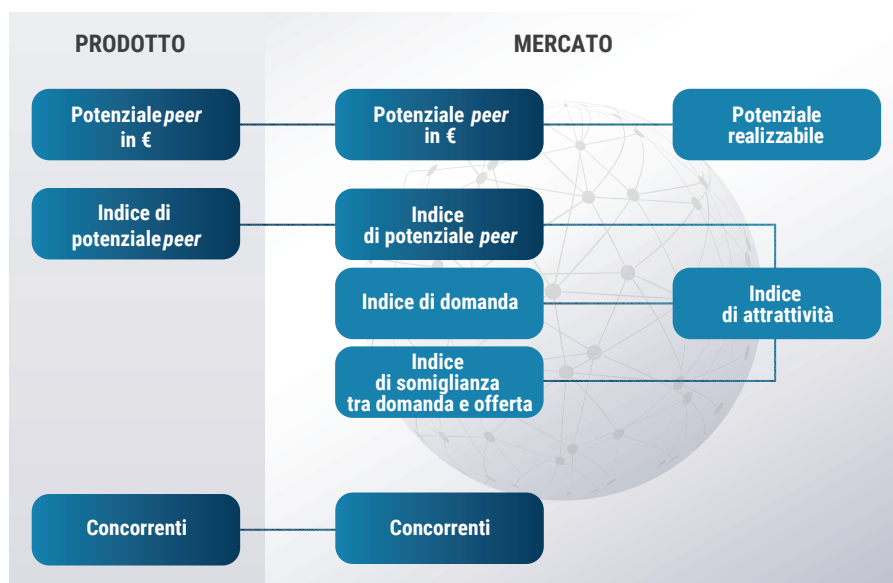 PRODOTTO
MERCATO
Potenziale peer
in €
Potenziale peer
in €
Potenziale
realizzabile
Indice di
potenziale peer
Indice
di potenziale peer
Indice di domanda
Indice
di attrattività
Indice
di somiglianza
tra domanda e offerta
Concorrenti
Concorrenti